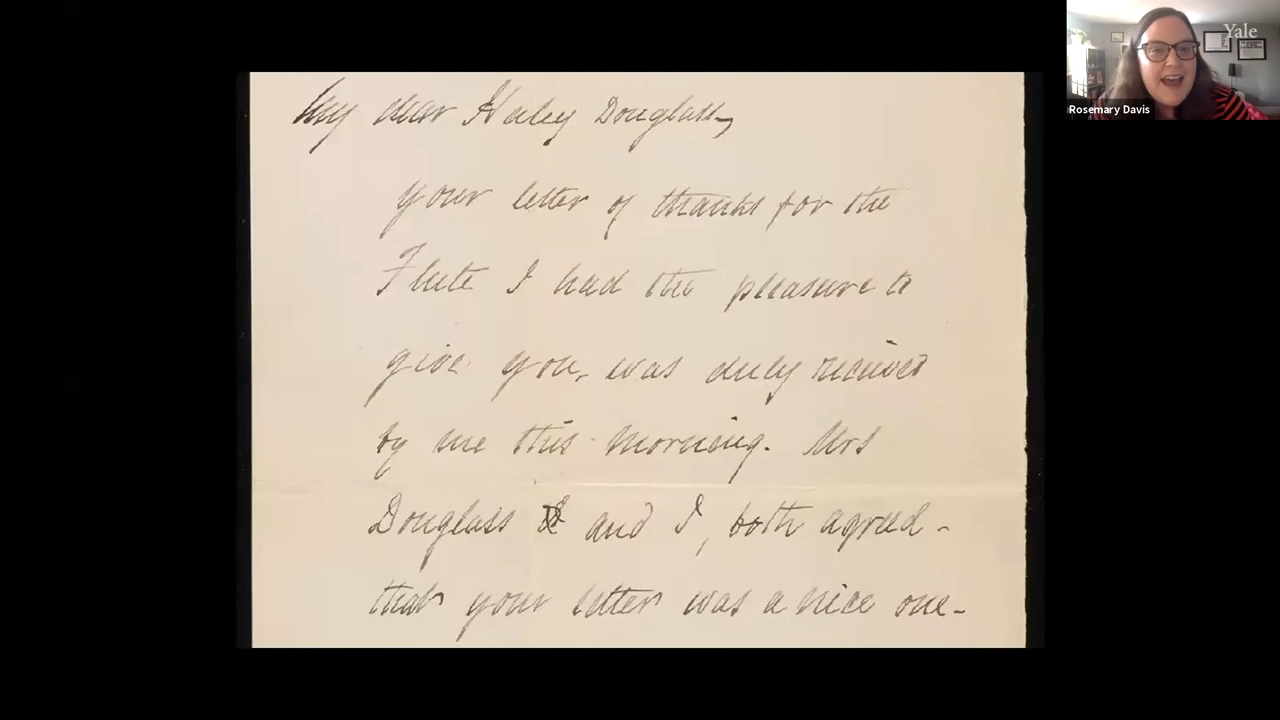 My dear Haley Douglass,
your letter of thanks for the
Flute I had the pleasure to
give you, was duly received
by me this morning. Mrs
Douglass and I, both agreed -
that your letter was a nice one-
Yale
Rosemary Davis